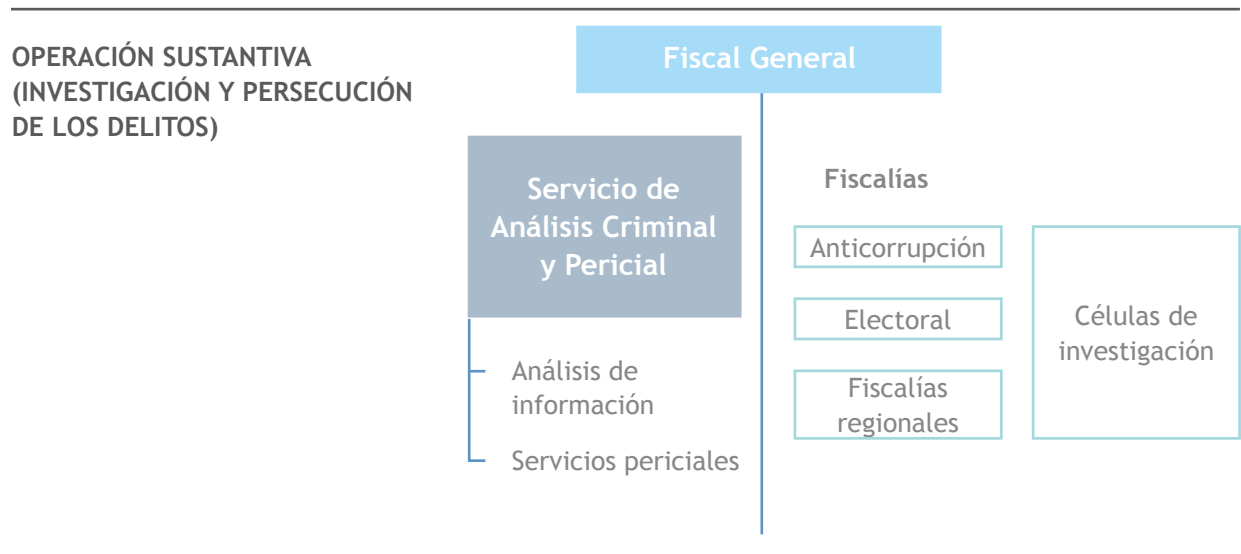 OPERACIÓN SUSTANTIVA
(INVESTIGACIÓN Y PERSECUCIÓN
DE LOS DELITOS)
Fiscal General
Servicio de
Análisis Criminal
y Pericial
Análisis de
información
Servicios periciales
Fiscalías
Anticorrupción
Electoral
Fiscalías
regionales
Células de
investigación